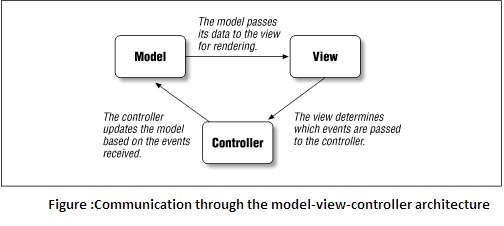 The model passes
its data to the view
for rendering.
Model
View
The controller
updates the model
based on the events
received.
The view determines
which events are passed
to the controller.
Controller
Figure :Communication through the model-view-controller architecture